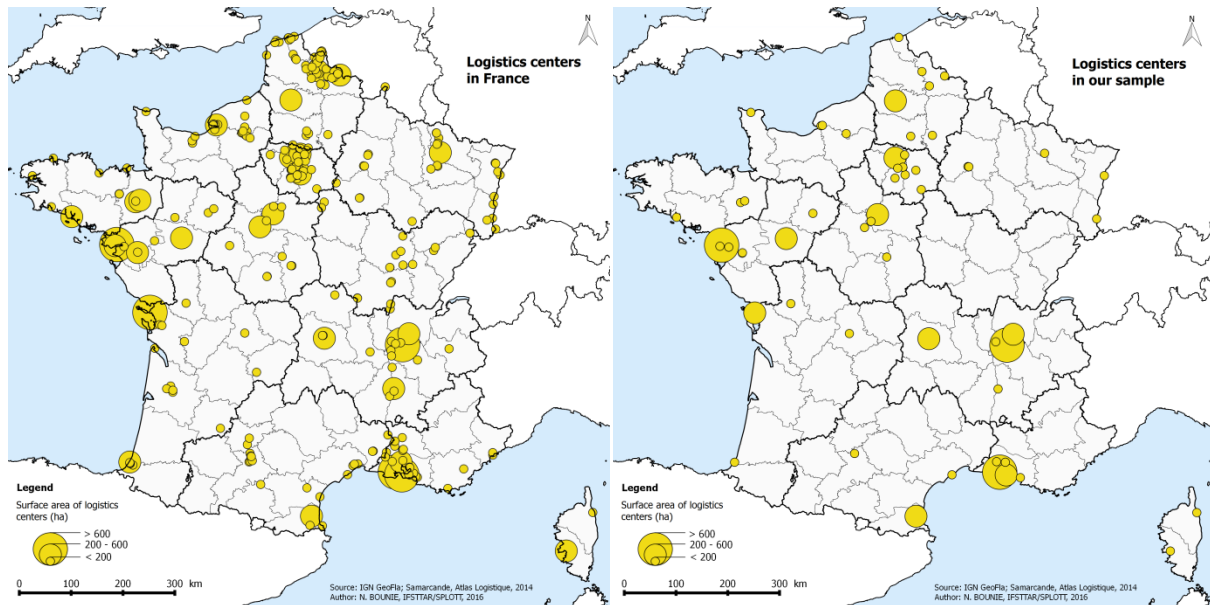 N
Logistics centers
in France
Legend
Surface area of logistics
centers (ha)
> 600
200 - 600
< 200
0 100 200 300 km
Source: IGN GeoFla; Samarcande, Atlas Logistique, 2014
Author: N. BOUNIE, IFSTTAR/SPLOTT, 2016
N
Logistics centers
in our sample
Legend
Surface area of logistics
centers (ha)
> 600
200 - 600
< 200
0 100 200 300 km
Source: IGN GeoFla; Samarcande, Atlas Logistique, 2014
Author: N. BOUNIE, IFSTTAR/SPLOTT, 2016